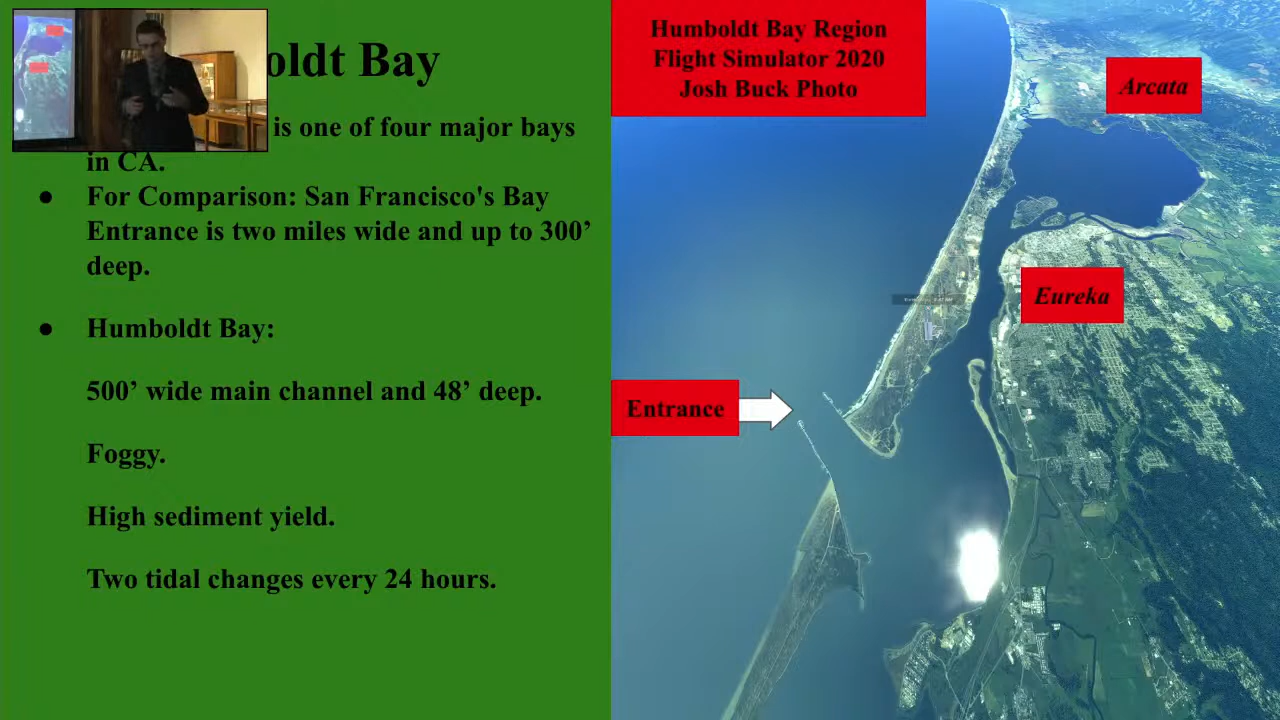 oldt Bay
is one of four major bays
in CA.
● For Comparison: San Francisco's Bay
Entrance is two miles wide and up to 300’
deep.
● Humboldt Bay:
500’ wide main channel and 48’ deep.
Foggy.
High sediment yield.
Two tidal changes every 24 hours.
Humboldt Bay Region
Flight Simulator 2020
Josh Buck Photo
Arcata
Eureka
Entrance